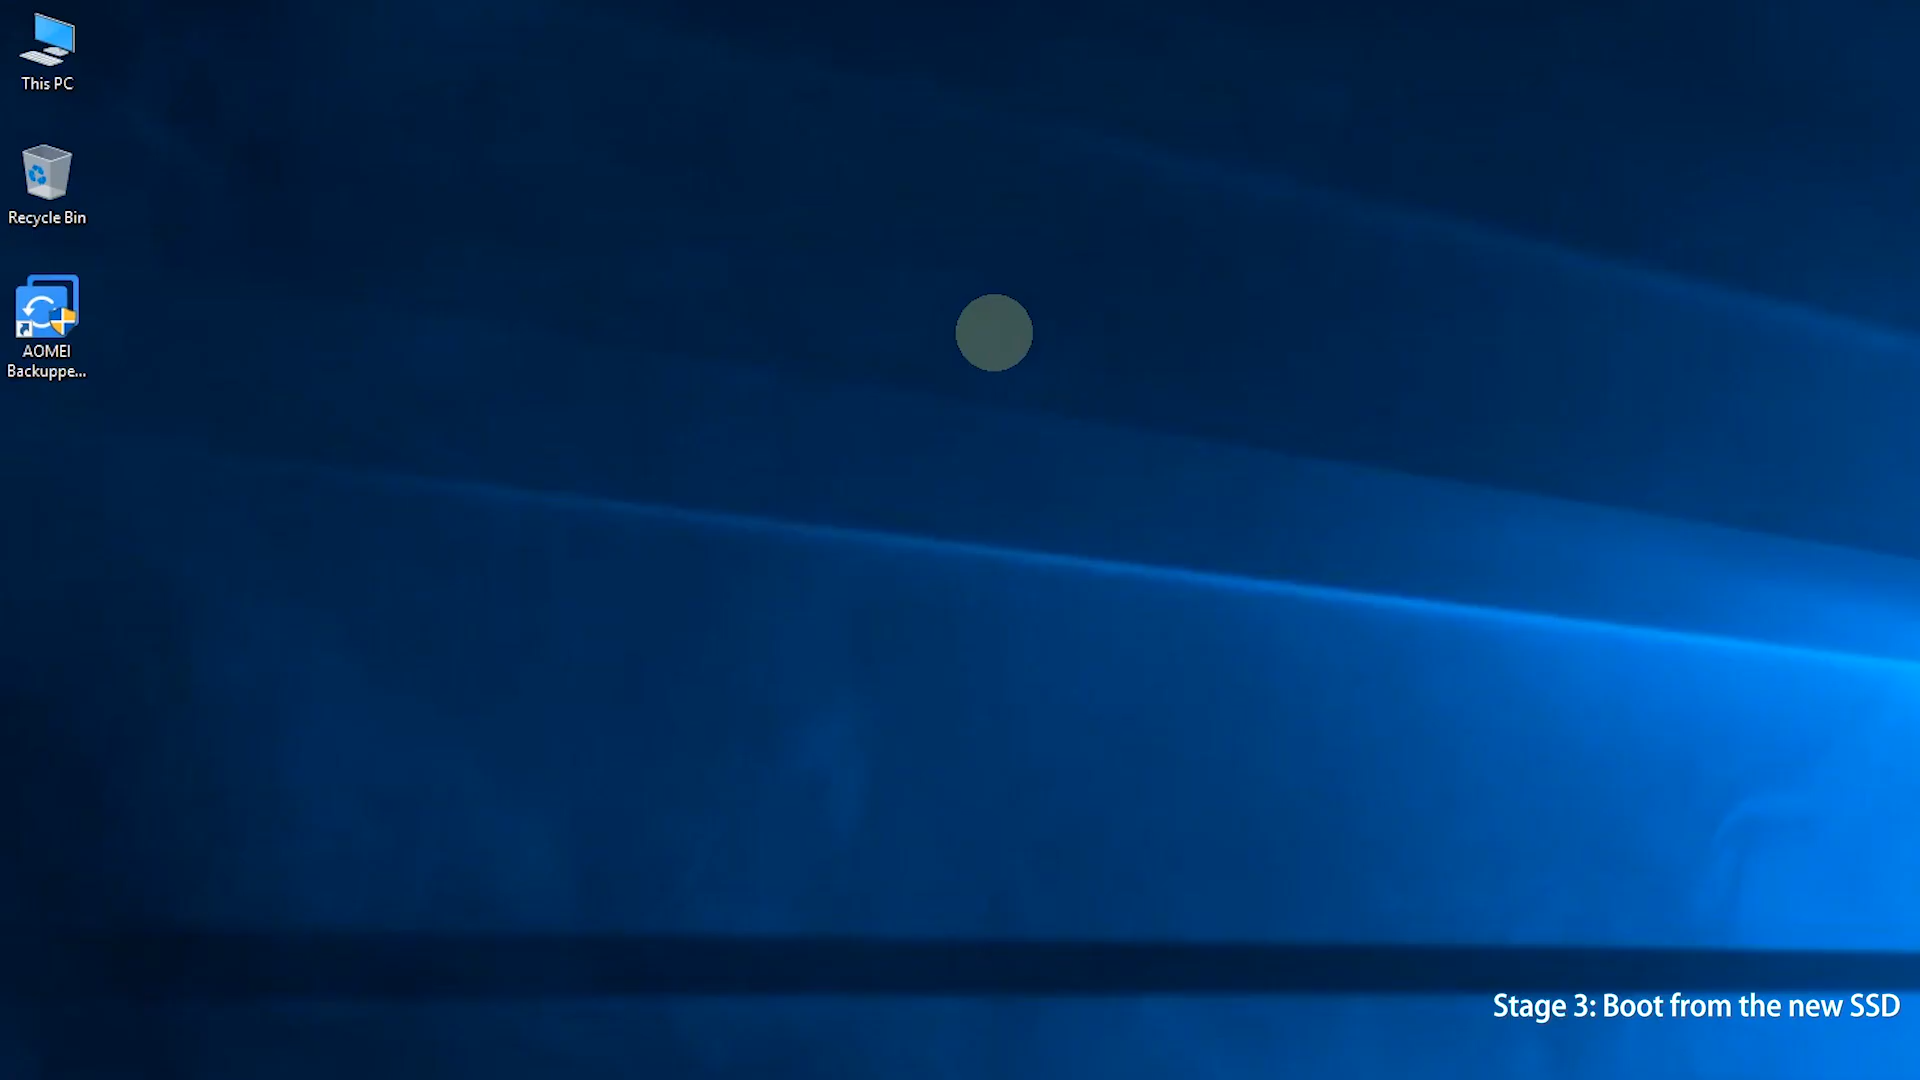 This PC
Recycle Bin
AOMEI
Backuppe...
Stage 3: Boot from the new SSD